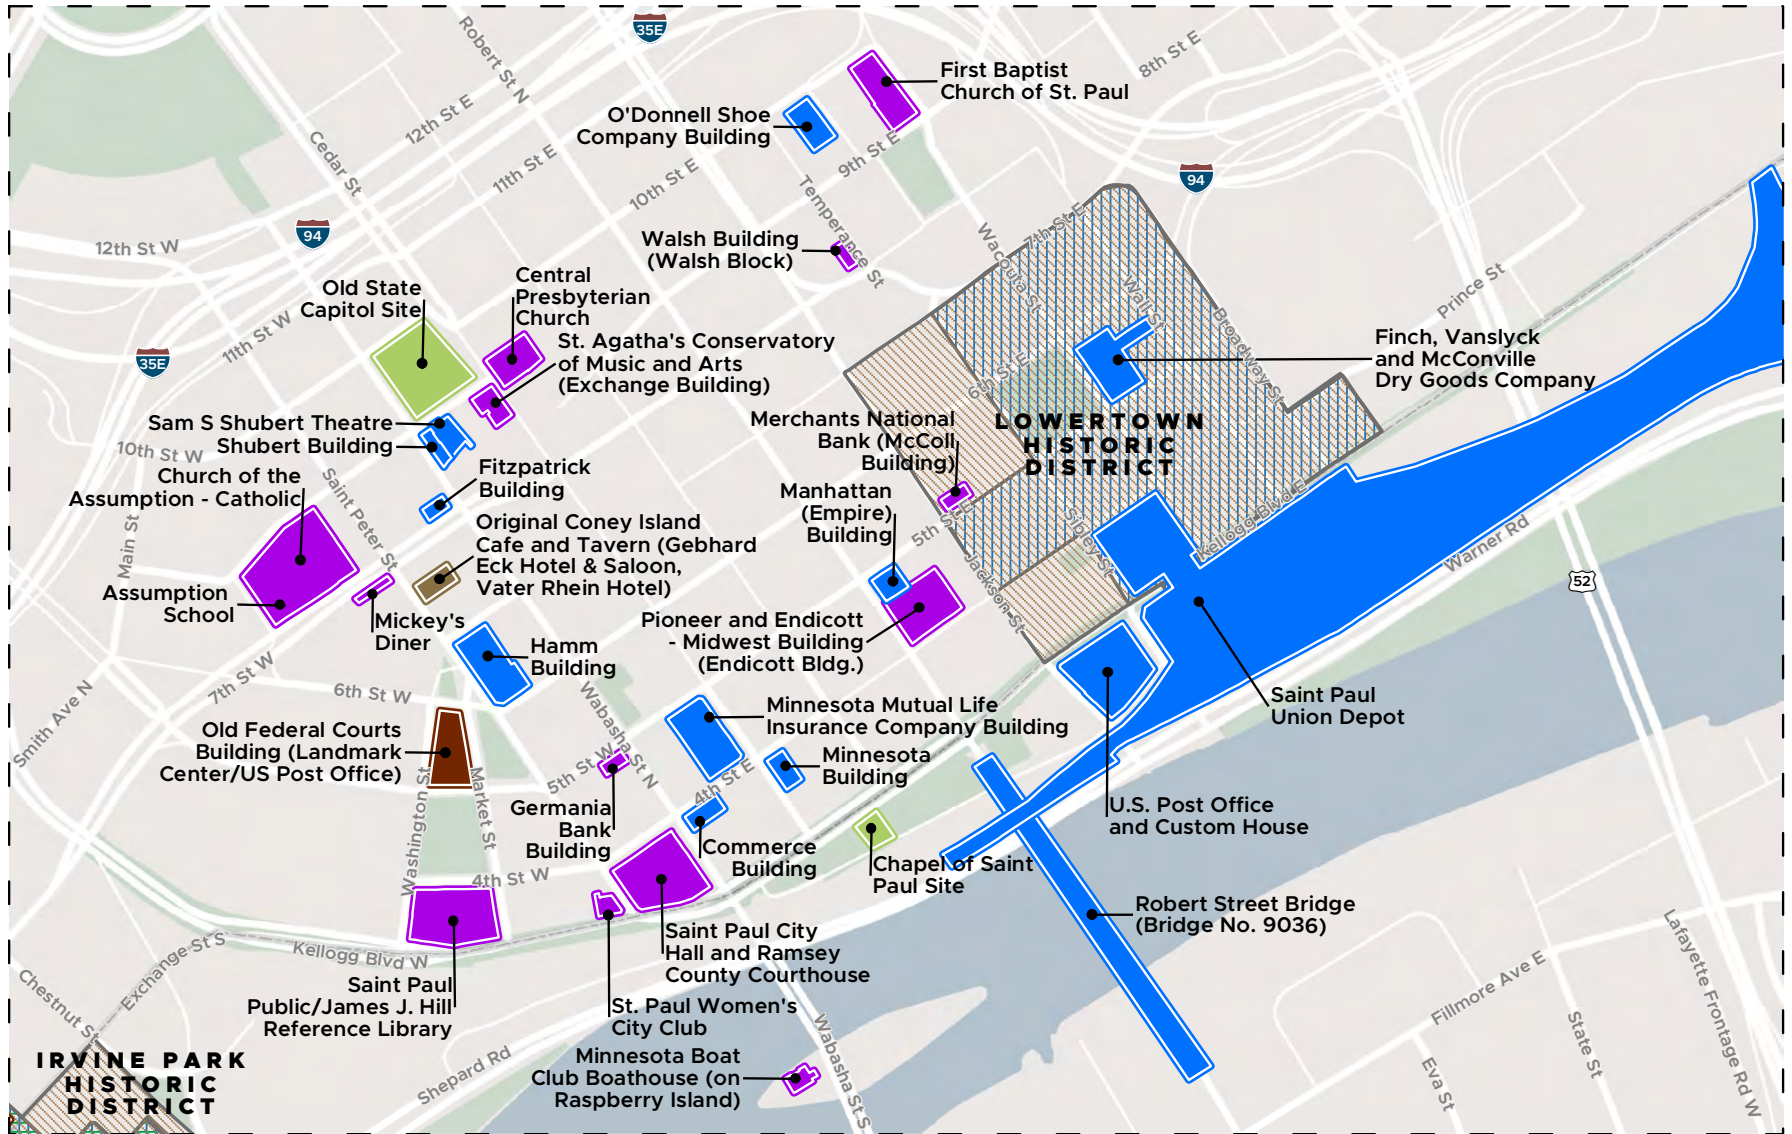 35E
Robert St N
8th St E
First Baptist
Church of St. Paul
12th St E
O'Donnell Shoe
Company Building
Cedar St
11th St E
9th St E
10th St E
Temperance St
94
94
12th St W
Walsh Building
(Walsh Block)
Wacouta St
7th St E
Central
Presbyterian
Church
Old State
Capitol Site
Wall St
Prince St
11th St W
35E
Broadway St
St. Agatha's Conservatory
of Music and Arts
(Exchange Building)
Finch, Vanslyck
and McConville
Dry Goods Company
6th St E
Sam S Shubert Theatre
Shubert Building
10th St W
Merchants National
Bank (McColl
Building)
LOWERTOWN
HISTORIC
DISTRICT
Church of the
Assumption - Catholic
Fitzpatrick
Building
Saint Peter St
Manhattan
(Empire)
Building
5th St E
Sibley St
Kellogg Blvd E
Warner Rd
Main St
Original Coney Island
Cafe and Tavern (Gebhard
Eck Hotel & Saloon,
Vater Rhein Hotel)
52
Assumption
School
Mickey's
Diner
Jackson St
Pioneer and Endicott
- Midwest Building
(Endicott Bldg.)
Hamm
Building
7th St W
6th St W
Smith Ave N
Wabasha St N
Minnesota Mutual Life
Insurance Company Building
Saint Paul
Union Depot
Old Federal Courts
Building (Landmark
Center/US Post Office)
5th St W
4th St E
Minnesota
Building
Washington St
Market St
Germania
Bank
Building
U.S. Post Office
and Custom House
Commerce
Building
Chapel of Saint
Paul Site
4th St W
Robert Street Bridge
(Bridge No. 9036)
Saint Paul City
Hall and Ramsey
County Courthouse
Exchange St S
Kellogg Blvd W
Chestnut St
Saint Paul
Public/James J. Hill
Reference Library
St. Paul Women's
City Club
Fillmore Ave E
Lafayette Frontage Rd W
State St
Eva St
Wabasha St S
Shepard Rd
Minnesota Boat
Club Boathouse (on
Raspberry Island)
IRVINE PARK
HISTORIC
DISTRICT